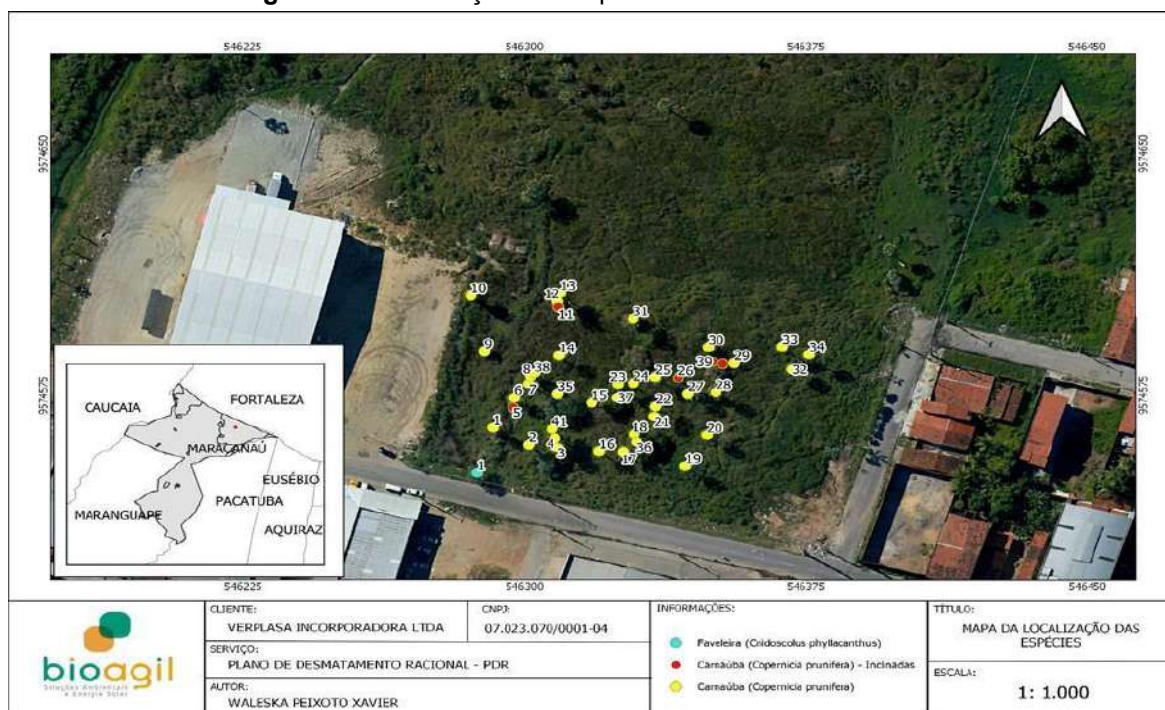 546225 546300 546375 546450
9574650 9574650
10
12 13
11
31
9
14
30
33
34
39 29
32
8 38
7
6
5
35
15
23 24 25 26
37
27 28
22
21
1
2
41
4
3
16
17
18
36
20
19
1
9574575 9574575
CAUCAIA
FORTALEZA
MARACANAÚ
EUSÉBIO
PACATUBA
MARANGUAPE
AQUIRAZ
546225 546300 546375 546450
bioagil
Soluções Ambientais
e Energia Solar
CLIENTE:
VERPLASA INCORPORADORA LTDA
CNPJ:
07.023.070/0001-04
SERVIÇO:
PLANO DE DESMATAMENTO RACIONAL - PDR
AUTOR:
WALESKA PEIXOTO XAVIER
INFORMAÇÕES:
Faveleira (Cnidoscolus phyllacanthus)
Carnaúba (Copernicia prunifera) - Inclinadas
Carnaúba (Copernicia prunifera)
TÍTULO:
MAPA DA LOCALIZAÇÃO DAS
ESPÉCIES
ESCALA:
1: 1.000